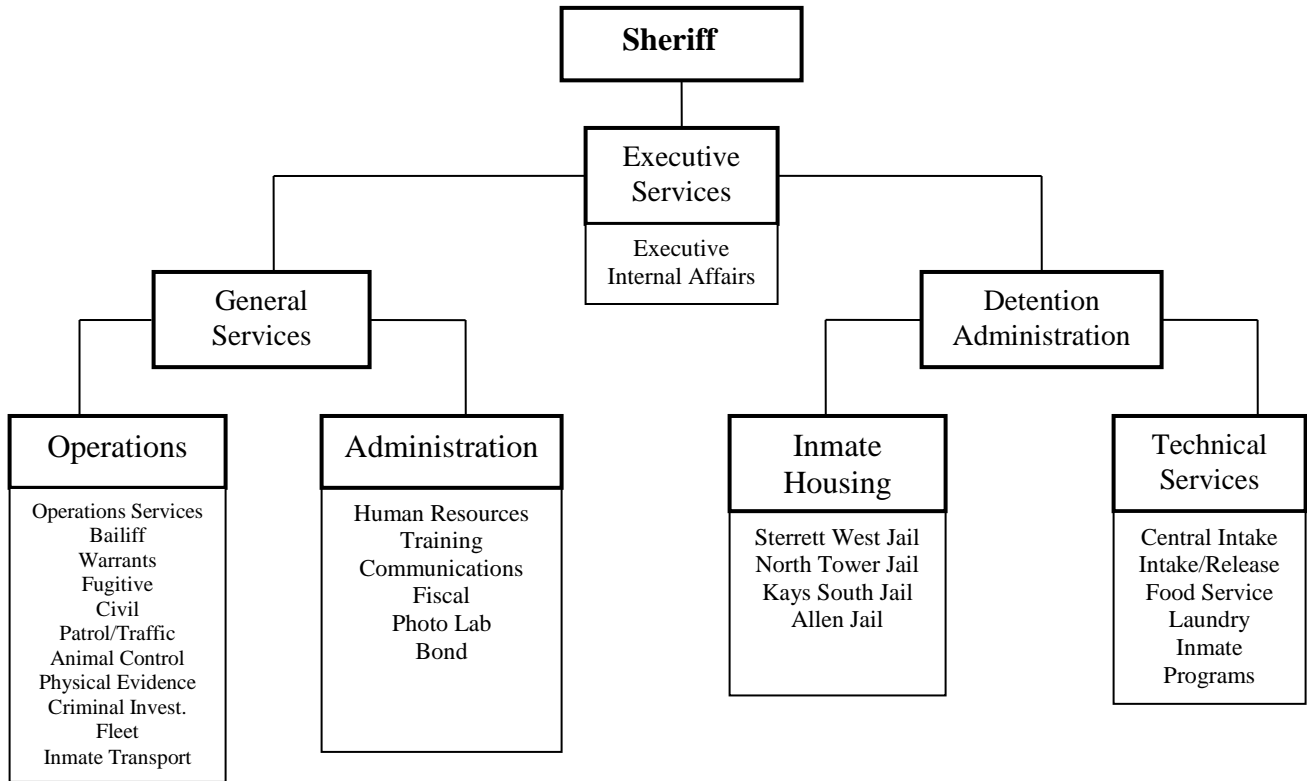 Sheriff
Executive
Services
Executive
Internal Affairs
General
Services
Detention
Administration
Operations
Operations Services
Bailiff
Warrants
Fugitive
Civil
Patrol/Traffic
Animal Control
Physical Evidence
Criminal Invest.
Fleet
Inmate Transport
Administration
Human Resources
Training
Communications
Fiscal
Photo Lab
Bond
Inmate
Housing
Sterrett West Jail
North Tower Jail
Kays South Jail
Allen Jail
Technical
Services
Central Intake
Intake/Release
Food Service
Laundry
Inmate
Programs